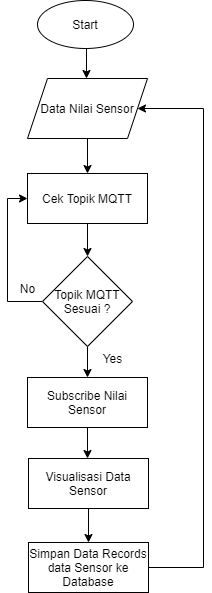 Start
Data Nilai Sensor
Cek Topik MQTT
Topik MQTT
Sesuai ?
No
Yes
Subscribe Nilai
Sensor
Visualisasi Data
Sensor
Simpan Data Records
data Sensor ke
Database